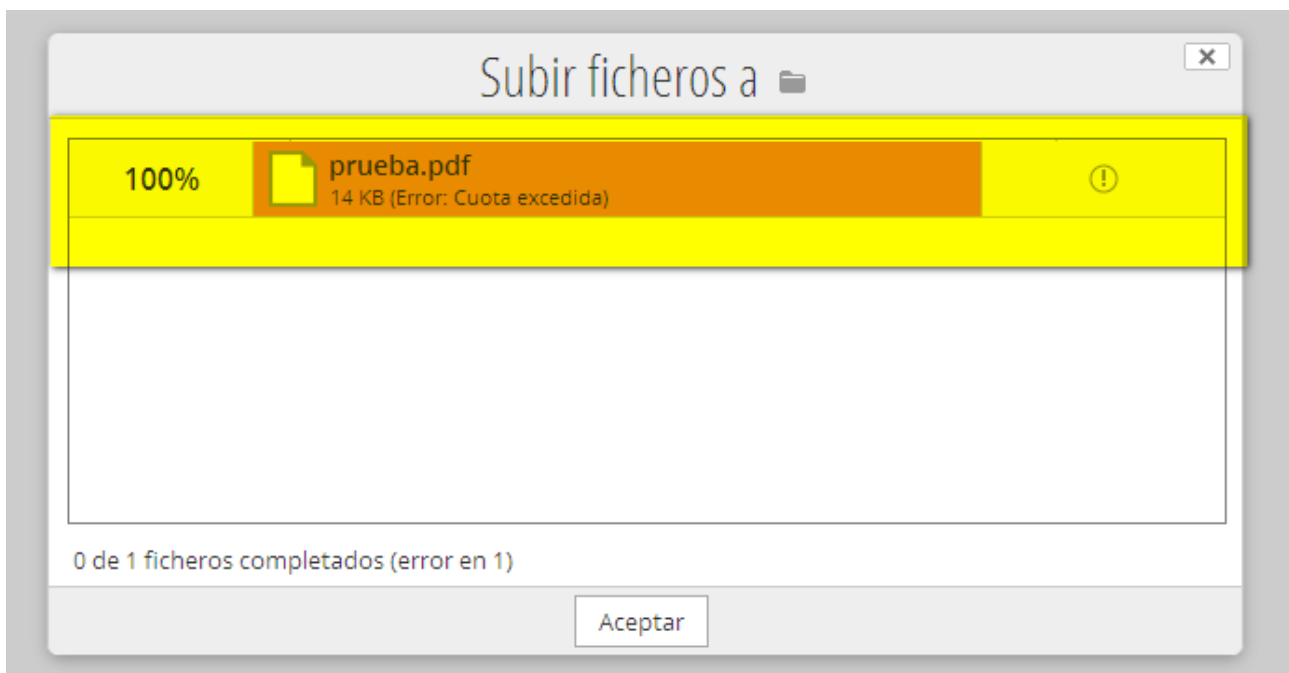 Subir ficheros a
100%
prueba.pdf
14 KB (Error: Cuota excedida)
0 de 1 ficheros completados (error en 1)
Aceptar